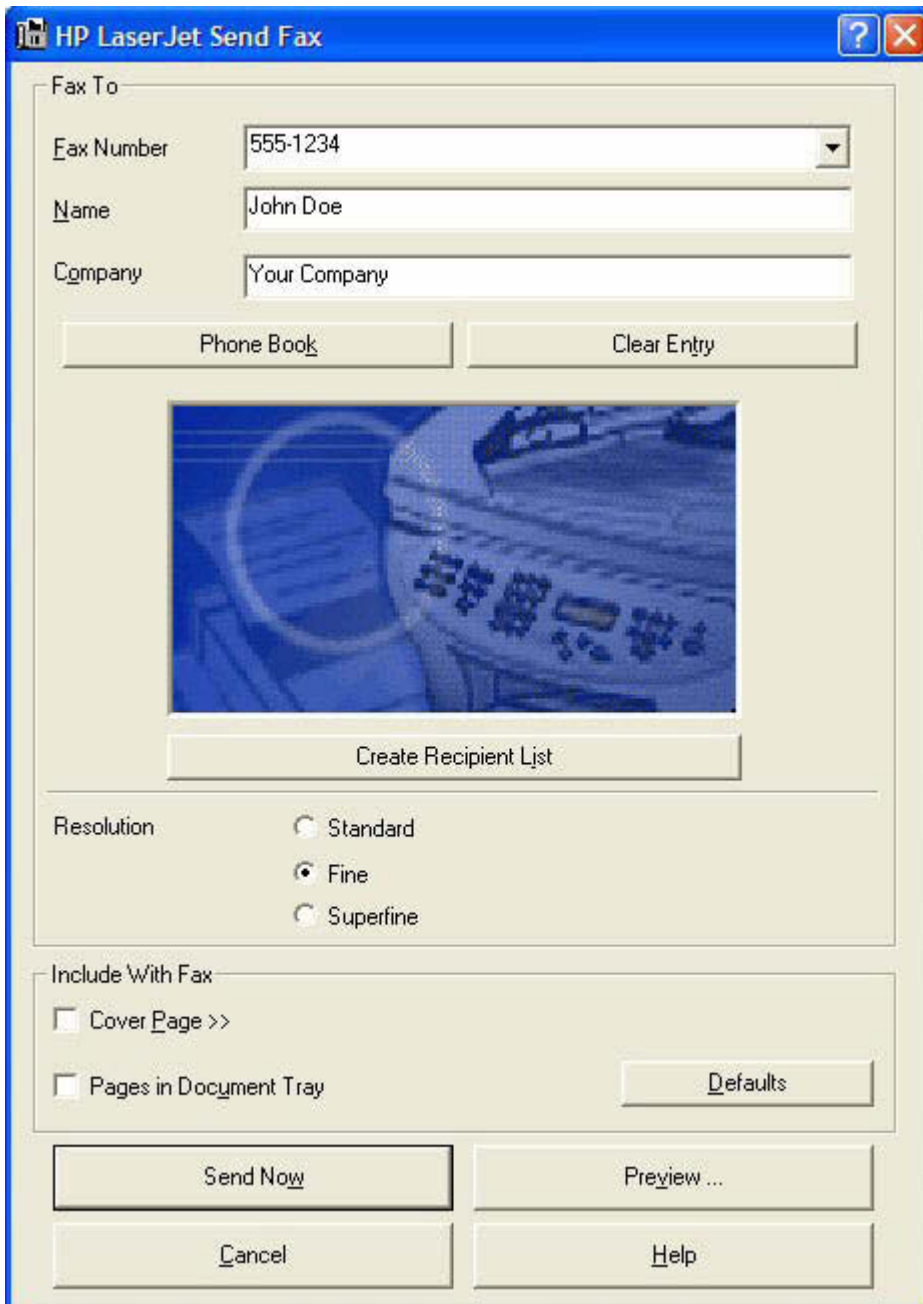 HP LaserJet Send Fax
Fax To
Fax Number 555-1234
Name John Doe
Company Your Company
Phone Book Clear Entry
Create Recipient List
Resolution Standard
Fine
Superfine
Include With Fax
Cover Page >>
Pages in Document Tray Defaults
Send Now Preview ...
Cancel Help